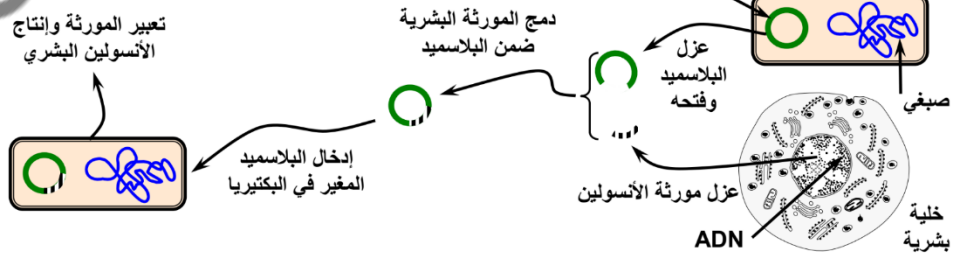 عزل
البلاسميد
وفتحه
صبغي
دمج المورثة البشرية
ضمن البلاسميد
تعبير المورثة وإنتاج
الأنسولين البشري
إدخال البلاسميد
المغير في البكتيريا
عزل مورثة الأنسولين
خلية
بشرية
ADN